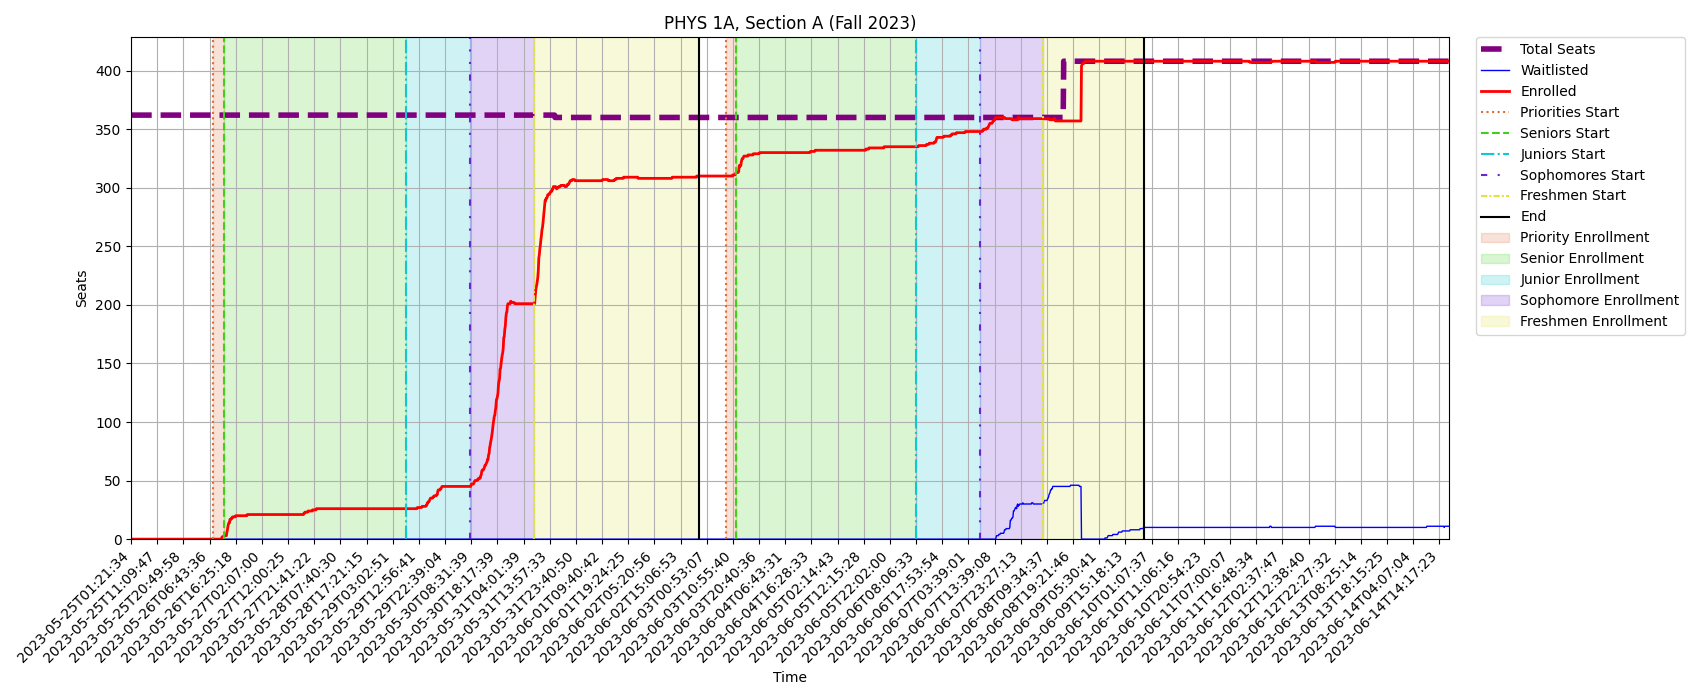 PHYS 1A, Section A (Fall 2023)
Seats
400
350
300
250
200
150
100
50
0
2023-05-25T01:21:34
2023-05-25T11:09:47
2023-05-25T20:49:58
2023-05-26T06:43:36
2023-05-26T16:25:18
2023-05-27T02:07:00
2023-05-27T12:00:25
2023-05-27T21:41:22
2023-05-28T07:40:30
2023-05-28T17:21:15
2023-05-29T03:02:51
2023-05-29T12:56:41
2023-05-29T22:39:04
2023-05-30T08:31:39
2023-05-30T18:17:39
2023-05-31T04:01:39
2023-05-31T13:57:33
2023-05-31T23:40:50
2023-06-01T09:40:42
2023-06-01T19:24:25
2023-06-02T05:20:56
2023-06-02T15:06:53
2023-06-03T00:53:07
2023-06-03T10:55:40
2023-06-03T20:40:36
2023-06-04T06:43:31
2023-06-04T16:28:33
2023-06-05T02:14:43
2023-06-05T12:15:28
2023-06-05T22:02:00
2023-06-06T08:06:33
2023-06-06T17:53:54
2023-06-07T03:39:01
2023-06-07T13:39:08
2023-06-07T23:27:13
2023-06-08T09:34:37
2023-06-08T19:21:46
2023-06-09T05:30:41
2023-06-09T15:18:13
2023-06-10T01:07:37
2023-06-10T11:06:16
2023-06-10T20:54:23
2023-06-11T07:00:07
2023-06-11T16:48:34
2023-06-12T02:37:47
2023-06-12T12:38:40
2023-06-12T22:27:32
2023-06-13T08:25:14
2023-06-13T18:15:25
2023-06-14T04:07:04
2023-06-14T14:17:23
Time
Total Seats
Waitlisted
Enrolled
Priorities Start
Seniors Start
Juniors Start
Sophomores Start
Freshmen Start
End
Priority Enrollment
Senior Enrollment
Junior Enrollment
Sophomore Enrollment
Freshmen Enrollment